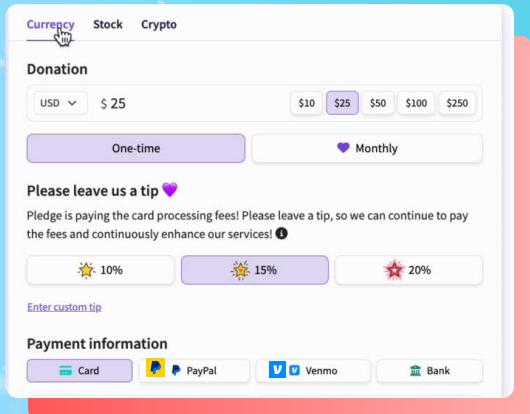 Currency Stock Crypto
Donation
USD $ 25 $10 $25 $50 $100 $250
One-time Monthly
Please leave us a tip 💜
Pledge is paying the card processing fees! Please leave a tip, so we can continue to pay
the fees and continuously enhance our services!
10% 15% 20%
Enter custom tip
Payment information
Card PayPal Venmo Bank